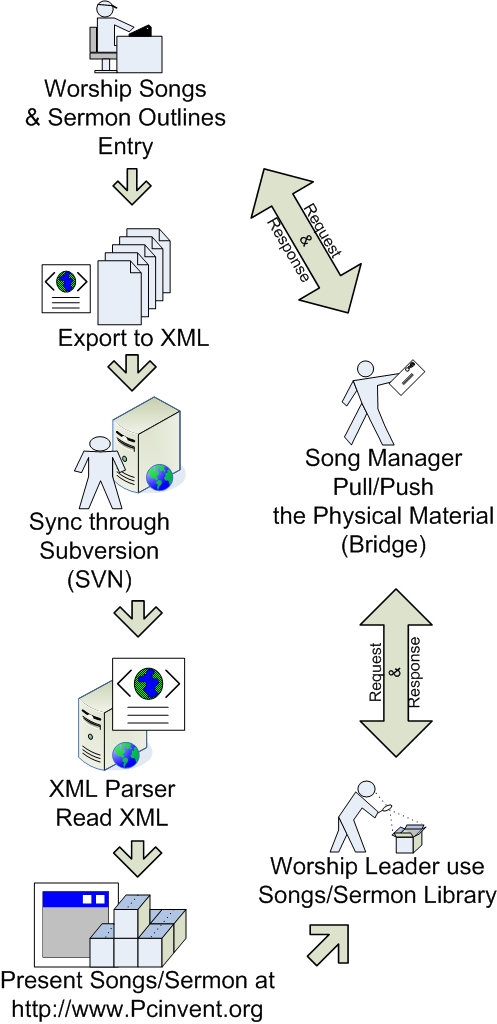 Worship Songs
& Sermon Outlines
Entry
Request
&
Response
Export to XML
Song Manager
Pull/Push
the Physical Material
(Bridge)
Sync through
Subversion
(SVN)
Request
&
Response
XML Parser
Read XML
Worship Leader use
Songs/Sermon Library
Present Songs/Sermon at
http://www.Pcinvent.org